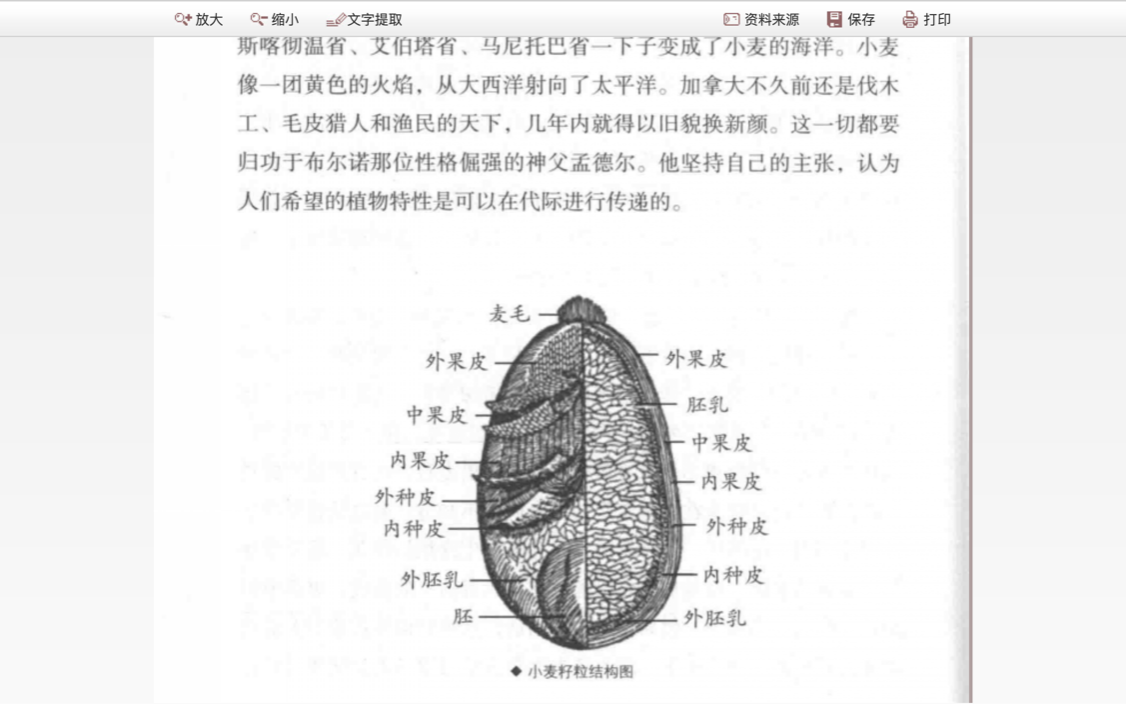 放大 缩小 文字提取 资料来源 保存 打印
斯喀彻温省、艾伯塔省、马尼托巴省一下子变成了小麦的海洋。小麦
像一团黄色的火焰，从大西洋射向了太平洋。加拿大不久前还是伐木
工、毛皮猎人和渔民的天下，几年内就得以旧貌换新颜。这一切都要
归功于布尔诺那位性格倔强的神父孟德尔。他坚持自己的主张，认为
人们希望的植物特性是可以在代际进行传递的。
麦毛
外果皮 外果皮
胚乳
中果皮
中果皮
内果皮
内果皮
外种皮
外种皮
内种皮
内种皮
外胚乳
胚 外胚乳
◆ 小麦籽粒结构图